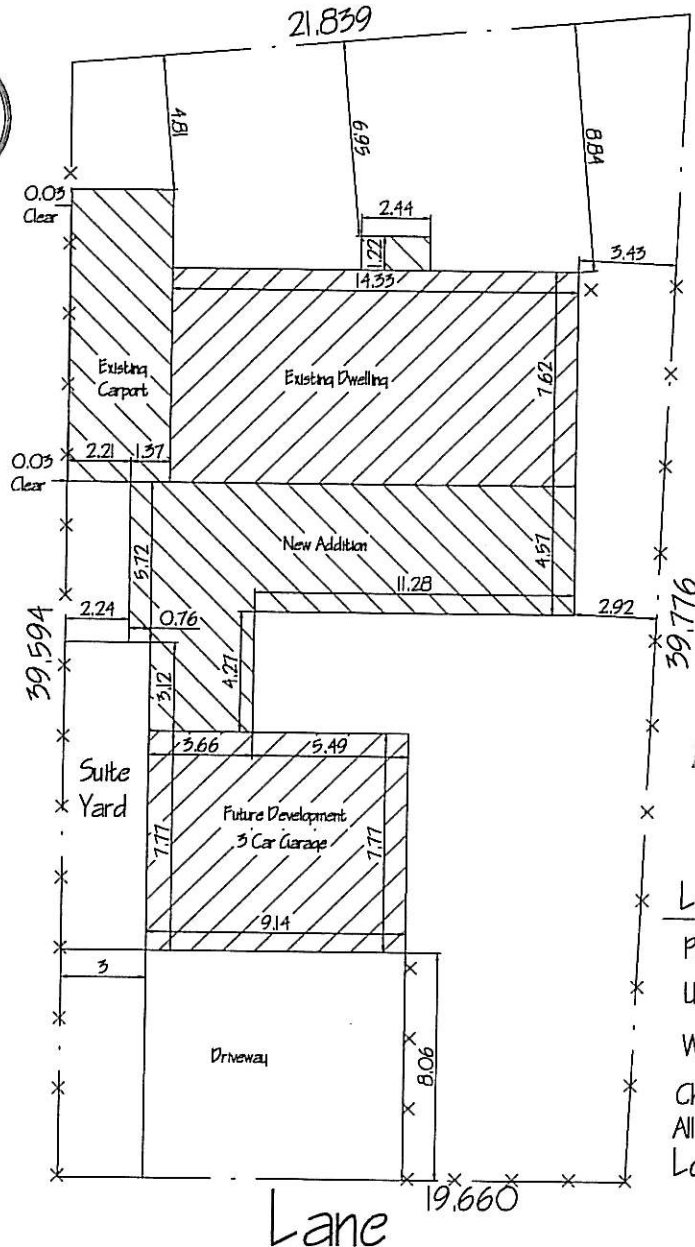 21.839
4.81
6.95
8.84
0.03
Clear
2.44
1.22
3.43
14.33
Existing
Carport
Existing Dwelling
7.62
2.21
1.37
0.03
Clear
New Addition
5.72
4.57
11.28
2.24
0.76
2.92
39.594
39.776
3.12
4.27
3.66
5.49
Suite
Yard
Future Development
3 Car Garage
7.77
7.77
9.14
3
Driveway
8.06
19.660
Lane